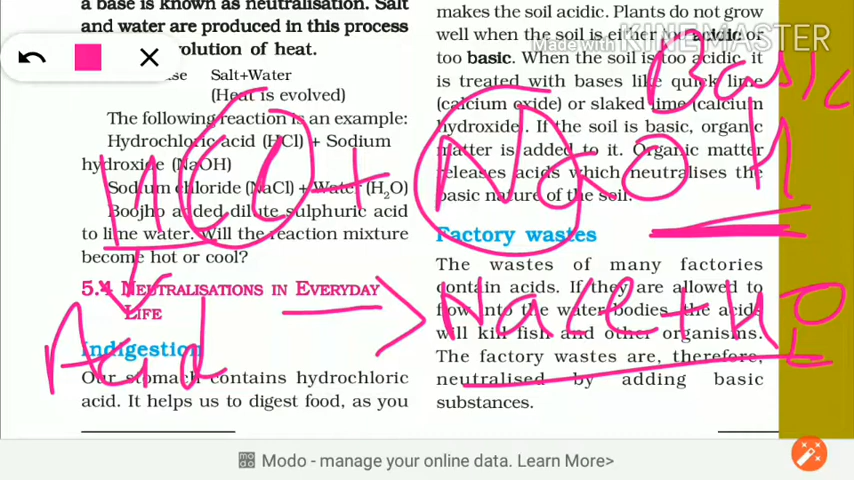 a base is known as neutralisation. Salt
and water are produced in this process
evolution of heat.
Salt+Water
(Heat is evolved)
The following reaction is an example:
Hydrochloric acid (HCl) + Sodium
hydroxide (NaOH)
Sodium chloride (NaCl) + Water (H₂O)
Boojho added dilute sulphuric acid
to lime water. Will the reaction mixture
become hot or cool?
5.4 NEUTRALISATIONS IN EVERYDAY
LIFE
Indigestion
Our stomach contains hydrochloric
acid. It helps us to digest food, as you
makes the soil acidic. Plants do not grow
well when the soil is either too acidic or
too basic. When the soil is too acidic, it
is treated with bases like quick lime
(calcium oxide) or slaked lime (calcium
hydroxide). If the soil is basic, organic
matter is added to it. Organic matter
releases acids which neutralises the
basic nature of the soil.
Factory wastes
The wastes of many factories
contain acids. If they are allowed to
flow into the water bodies, the acids
will kill fish and other organisms.
The factory wastes are, therefore,
neutralised by adding basic
substances.
Made with KINEMASTER
Basic
HCl + NaOH
Acid
→ NaCl + H2O
Modo - manage your online data. Learn More>